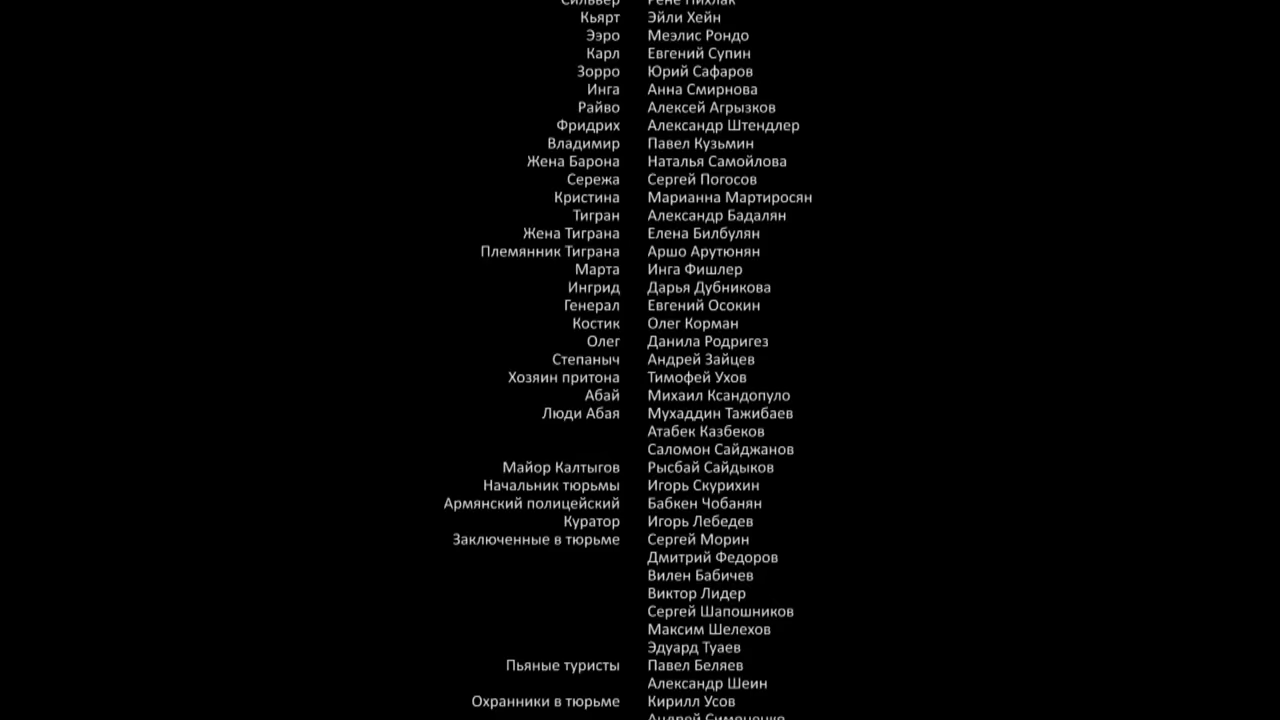 Сильвер Рене Пихлак
Кьярт Эйли Хейн
Ээро Меэлис Рондо
Карл Евгений Супин
Зорро Юрий Сафаров
Инга Анна Смирнова
Райво Алексей Агрызков
Фридрих Александр Штендлер
Владимир Павел Кузьмин
Жена Барона Наталья Самойлова
Сережа Сергей Погосов
Кристина Марианна Мартиросян
Тигран Александр Бадалян
Жена Тиграна Елена Билбулян
Племянник Тиграна Аршо Арутюнян
Марта Инга Фишлер
Ингрид Дарья Дубникова
Генерал Евгений Осокин
Костик Олег Корман
Олег Данила Родригез
Степаныч Андрей Зайцев
Хозяин притона Тимофей Ухов
Абай Михаил Ксандопуло
Люди Абая Мухаддин Тажибаев
Атабек Казбеков
Саломон Сайджанов
Майор Калтыгов Рысбай Сайдыков
Начальник тюрьмы Игорь Скурихин
Армянский полицейский Бабкен Чобанян
Куратор Игорь Лебедев
Заключенные в тюрьме Сергей Морин
Дмитрий Федоров
Вилен Бабичев
Виктор Лидер
Сергей Шапошников
Максим Шелехов
Эдуард Туаев
Пьяные туристы Павел Беляев
Александр Шеин
Охранники в тюрьме Кирилл Усов
Андрей